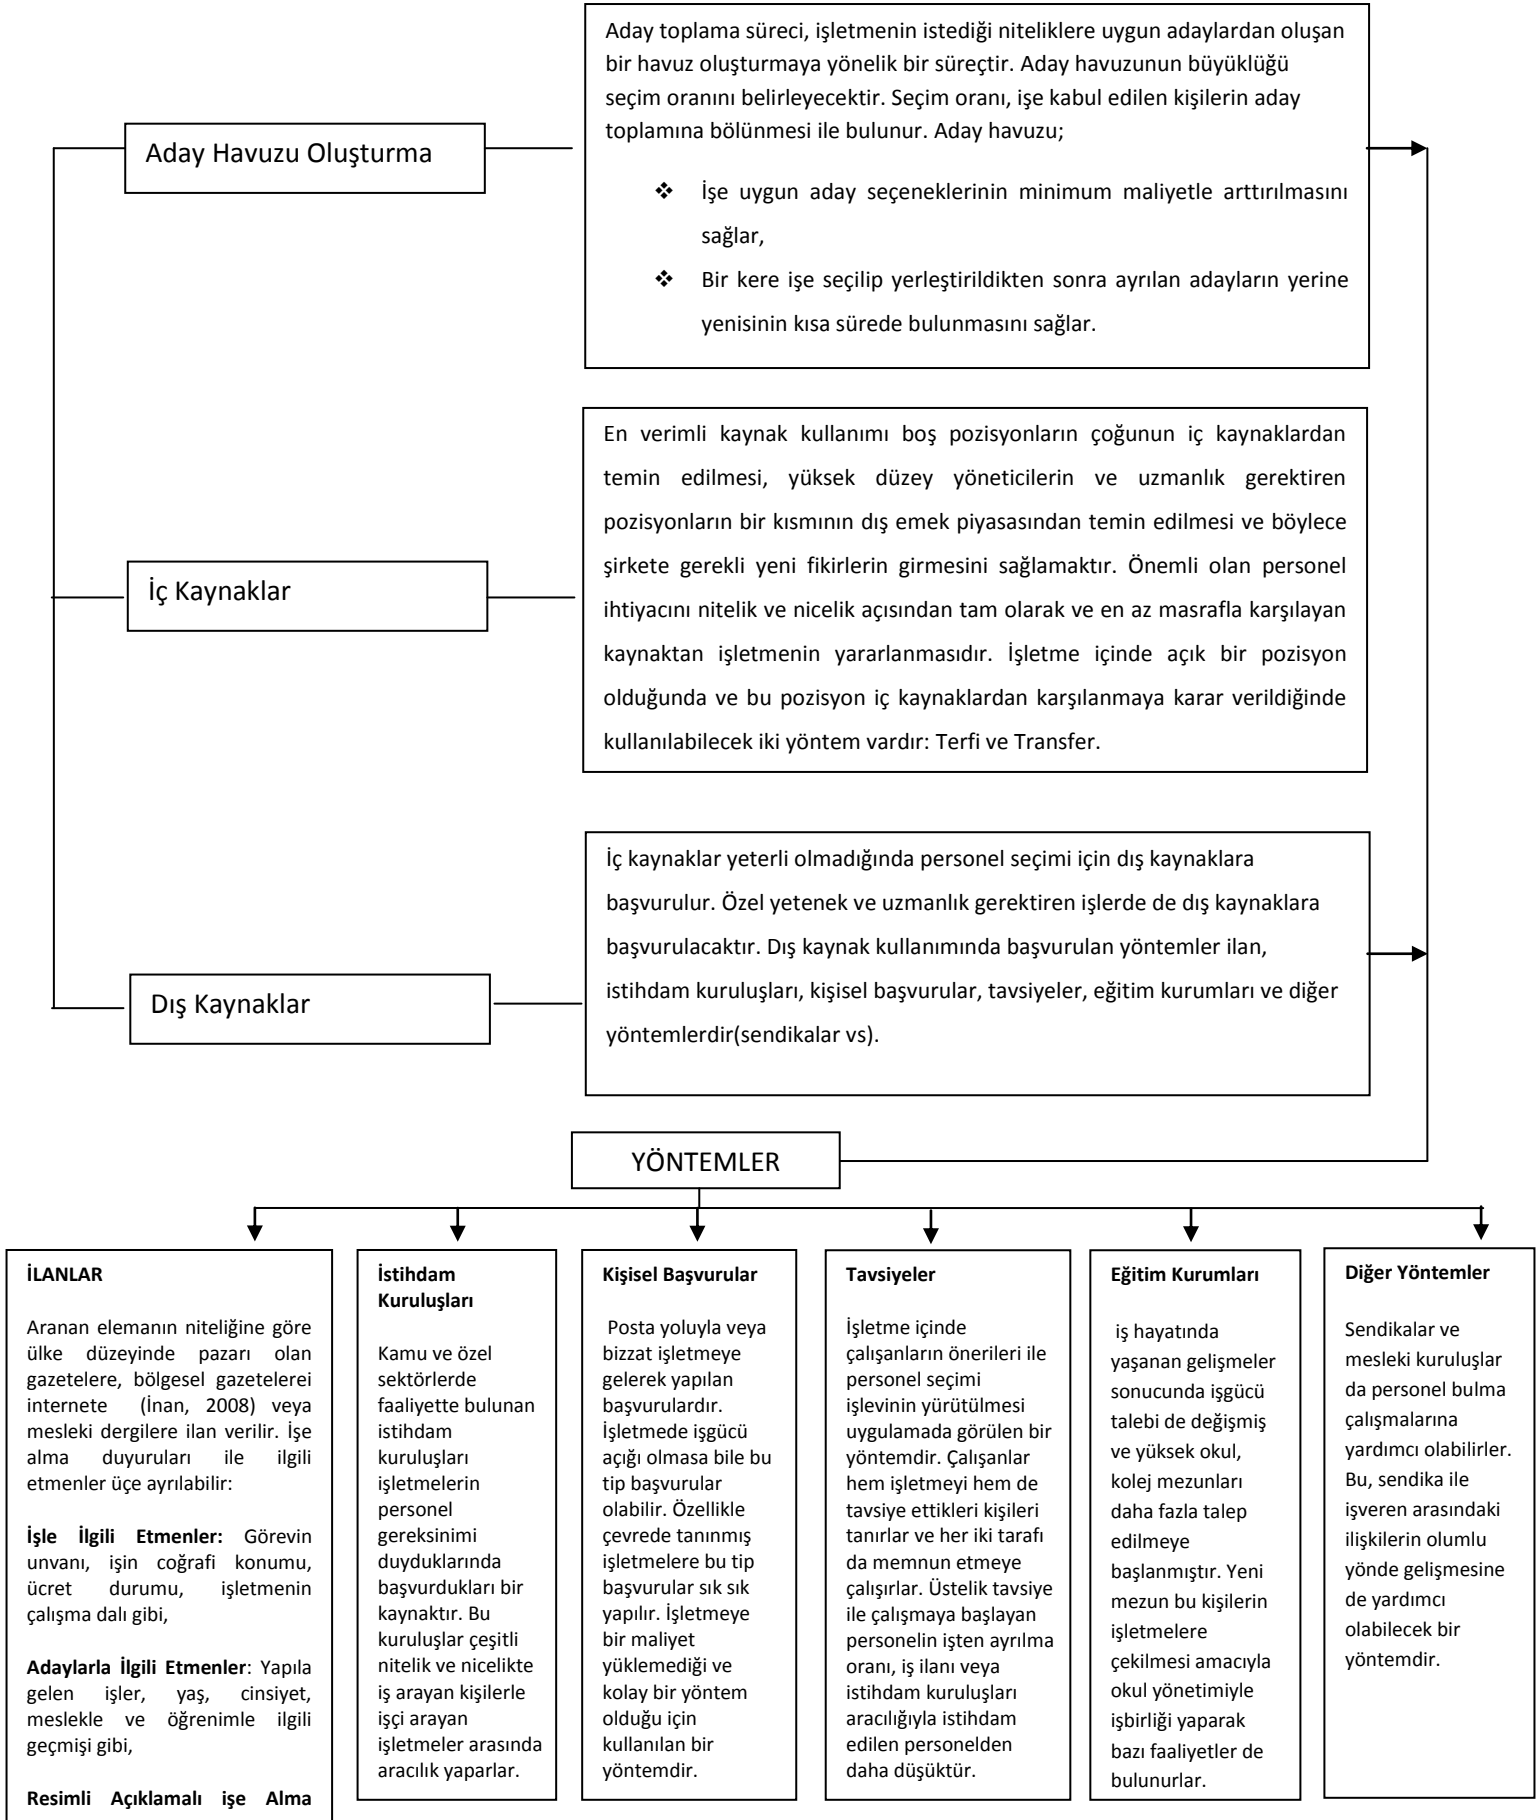 Aday toplama süreci, işletmenin istediği niteliklere uygun adaylardan oluşan
bir havuz oluşturmaya yönelik bir süreçtir. Aday havuzunun büyüklüğü
seçim oranını belirleyecektir. Seçim oranı, işe kabul edilen kişilerin aday
toplamına bölünmesi ile bulunur. Aday havuzu;
❖ İşe uygun aday seçeneklerinin minimum maliyetle arttırılmasını
sağlar,
❖ Bir kere işe seçilip yerleştirildikten sonra ayrılan adayların yerine
yenisinin kısa sürede bulunmasını sağlar.
Aday Havuzu Oluşturma
En verimli kaynak kullanımı boş pozisyonların çoğunun iç kaynaklardan
temin edilmesi, yüksek düzey yöneticilerin ve uzmanlık gerektiren
pozisyonların bir kısmının dış emek piyasasından temin edilmesi ve böylece
şirkete gerekli yeni fikirlerin girmesini sağlamaktır. Önemli olan personel
ihtiyacını nitelik ve nicelik açısından tam olarak ve en az masrafla karşılayan
kaynaktan işletmenin yararlanmasıdır. İşletme içinde açık bir pozisyon
olduğunda ve bu pozisyon iç kaynaklardan karşılanmaya karar verildiğinde
kullanılabilecek iki yöntem vardır: Terfi ve Transfer.
İç Kaynaklar
İç kaynaklar yeterli olmadığında personel seçimi için dış kaynaklara
başvurulur. Özel yetenek ve uzmanlık gerektiren işlerde de dış kaynaklara
başvurulacaktır. Dış kaynak kullanımında başvurulan yöntemler ilan,
istihdam kuruluşları, kişisel başvurular, tavsiyeler, eğitim kurumları ve diğer
yöntemlerdir(sendikalar vs).
Dış Kaynaklar
YÖNTEMLER
İLANLAR
Aranan elemanın niteliğine göre
ülke düzeyinde pazarı olan
gazetelere, bölgesel gazetelerei
internete (İnan, 2008) veya
mesleki dergilere ilan verilir. İşe
alma duyuruları ile ilgili
etmenler üçe ayrılabilir:
İşle İlgili Etmenler: Görevin
unvanı, işin coğrafi konumu,
ücret durumu, işletmenin
çalışma dalı gibi,
Adaylarla İlgili Etmenler: Yapıla
gelen işler, yaş, cinsiyet,
meslekle ve öğrenimle ilgili
geçmişi gibi,
Resimli Açıklamalı işe Alma
İstihdam
Kuruluşları
Kamu ve özel
sektörlerde
faaliyette bulunan
istihdam
kuruluşları
işletmelerin
personel
gereksinimi
duyduklarında
başvurdukları bir
kaynaktır. Bu
kuruluşlar çeşitli
nitelik ve nicelikte
iş arayan kişilerle
işçi arayan
işletmeler arasında
aracılık yaparlar.
Kişisel Başvurular
Posta yoluyla veya
bizzat işletmeye
gelerek yapılan
başvurulardır.
İşletmede işgücü
açığı olmasa bile bu
tip başvurular
olabilir. Özellikle
çevrede tanınmış
işletmelere bu tip
başvurular sık sık
yapılır. İşletmeye
bir maliyet
yüklemediği ve
kolay bir yöntem
olduğu için
kullanılan bir
yöntemdir.
Tavsiyeler
İşletme içinde
çalışanların önerileri ile
personel seçimi
işlevinin yürütülmesi
uygulamada görülen bir
yöntemdir. Çalışanlar
hem işletmeyi hem de
tavsiye ettikleri kişileri
tanırlar ve her iki tarafı
da memnun etmeye
çalışırlar. Üstelik tavsiye
ile çalışmaya başlayan
personelin işten ayrılma
oranı, iş ilanı veya
istihdam kuruluşları
aracılığıyla istihdam
edilen personelden
daha düşüktür.
Eğitim Kurumları
iş hayatında
yaşanan gelişmeler
sonucunda işgücü
talebi de değişmiş
ve yüksek okul,
kolej mezunları
daha fazla talep
edilmeye
başlanmıştır. Yeni
mezun bu kişilerin
işletmelere
çekilmesi amacıyla
okul yönetimiyle
işbirliği yaparak
bazı faaliyetler de
bulunurlar.
Diğer Yöntemler
Sendikalar ve
mesleki kuruluşlar
da personel bulma
çalışmalarına
yardımcı olabilirler.
Bu, sendika ile
işveren arasındaki
ilişkilerin olumlu
yönde gelişmesine
de yardımcı
olabilecek bir
yöntemdir.